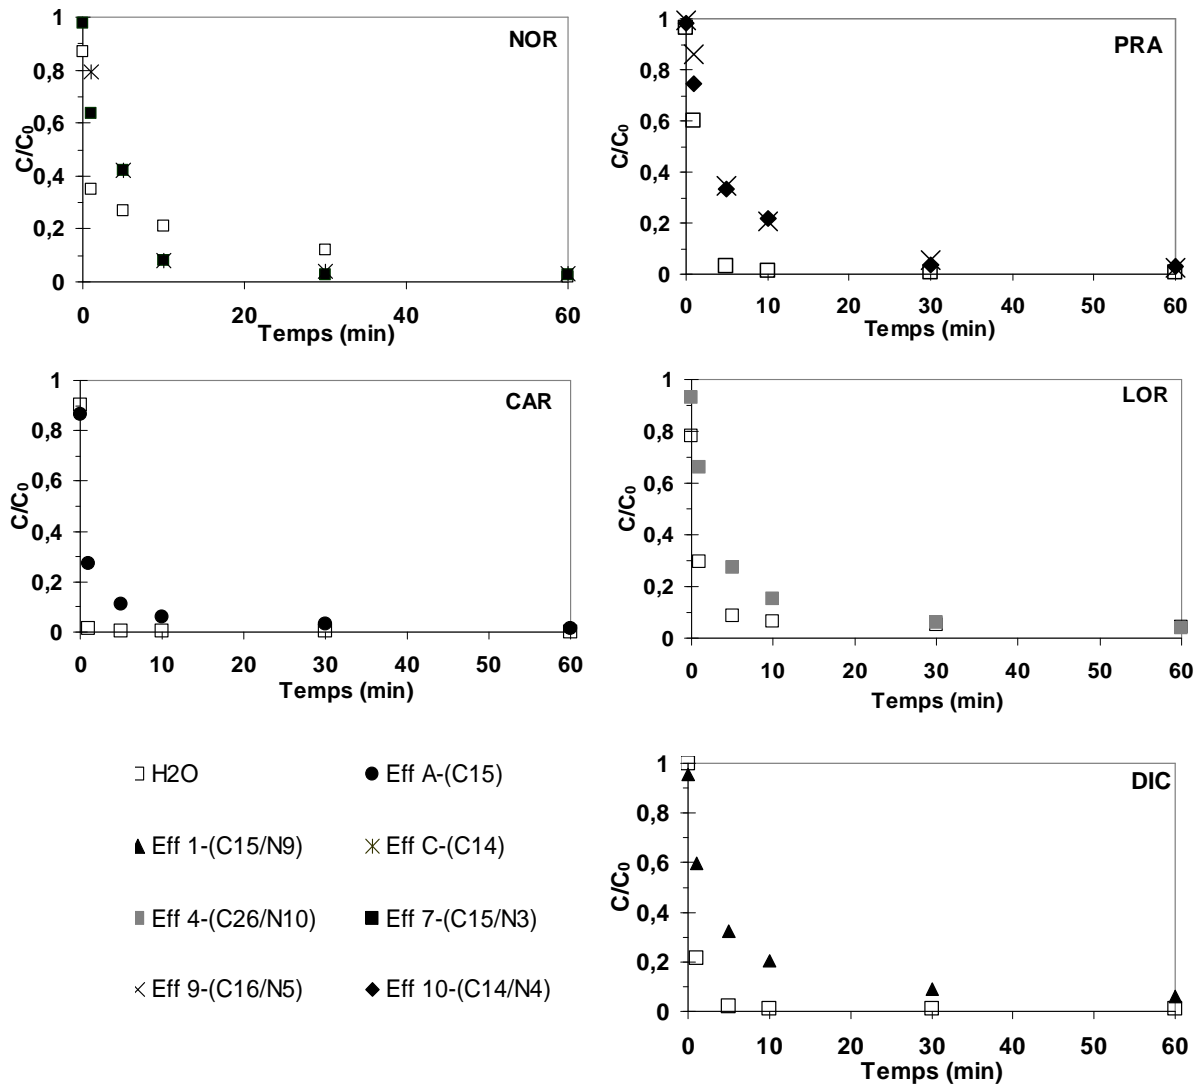 NOR
C/C0
1
0,8
0,6
0,4
0,2
0
0 20 40 60
Temps (min)
PRA
C/C0
1
0,8
0,6
0,4
0,2
0
0 10 20 30 40 50 60
Temps (min)
CAR
C/C0
1
0,8
0,6
0,4
0,2
0
0 10 20 30 40 50 60
Temps (min)
LOR
C/C0
1
0,8
0,6
0,4
0,2
0
0 10 20 30 40 50 60
Temps (min)
H2O
Eff A-(C15)
Eff 1-(C15/N9)
Eff C-(C14)
Eff 4-(C26/N10)
Eff 7-(C15/N3)
Eff 9-(C16/N5)
Eff 10-(C14/N4)
DIC
C/C0
1
0,8
0,6
0,4
0,2
0
0 10 20 30 40 50 60
Temps (min)